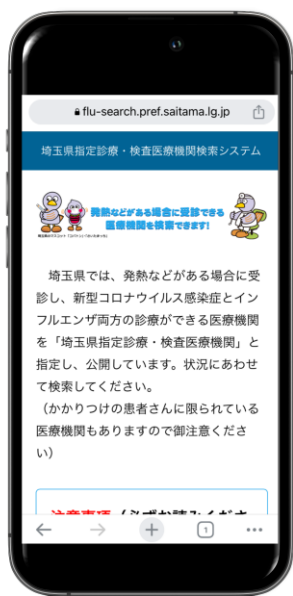 flu-search.pref.saitama.lg.jp
埼玉県指定診療・検査医療機関検索システム
発熱などがある場合に受診できる
医療機関を検索できます！
埼玉県では、発熱などがある場合に受
診し、新型コロナウイルス感染症とイン
フルエンザ両方の診療ができる医療機関
を「埼玉県指定診療・検査医療機関」と
指定し、公開しています。状況にあわせ
て検索してください。
（かかりつけの患者さんに限られている
医療機関もありますので御注意くださ
い）
注意事項（必ずお読みくださ
1